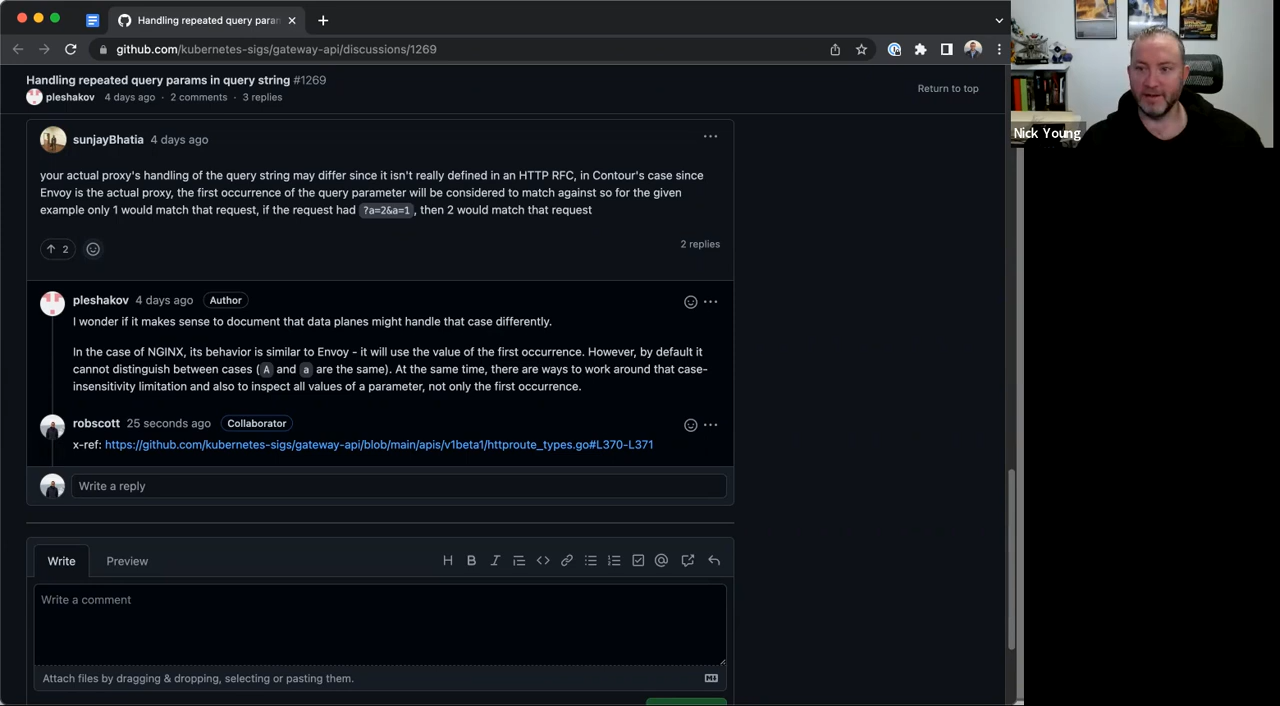 Handling repeated query param
github.com/kubernetes-sigs/gateway-api/discussions/1269
Handling repeated query params in query string #1269
pleshakov 4 days ago · 2 comments · 3 replies
Return to top
sunjayBhatia 4 days ago
your actual proxy's handling of the query string may differ since it isn't really defined in an HTTP RFC, in Contour's case since
Envoy is the actual proxy, the first occurrence of the query parameter will be considered to match against so for the given
example only 1 would match that request, if the request had ?a=2&a=1, then 2 would match that request
2
2 replies
pleshakov 4 days ago Author
I wonder if it makes sense to document that data planes might handle that case differently.
In the case of NGINX, its behavior is similar to Envoy - it will use the value of the first occurrence. However, by default it
cannot distinguish between cases (A and a are the same). At the same time, there are ways to work around that case-
insensitivity limitation and also to inspect all values of a parameter, not only the first occurrence.
robscott 25 seconds ago Collaborator
x-ref: https://github.com/kubernetes-sigs/gateway-api/blob/main/apis/v1beta1/httproute_types.go#L370-L371
Write a reply
Write Preview
Write a comment
Attach files by dragging & dropping, selecting or pasting them.
Nick Young